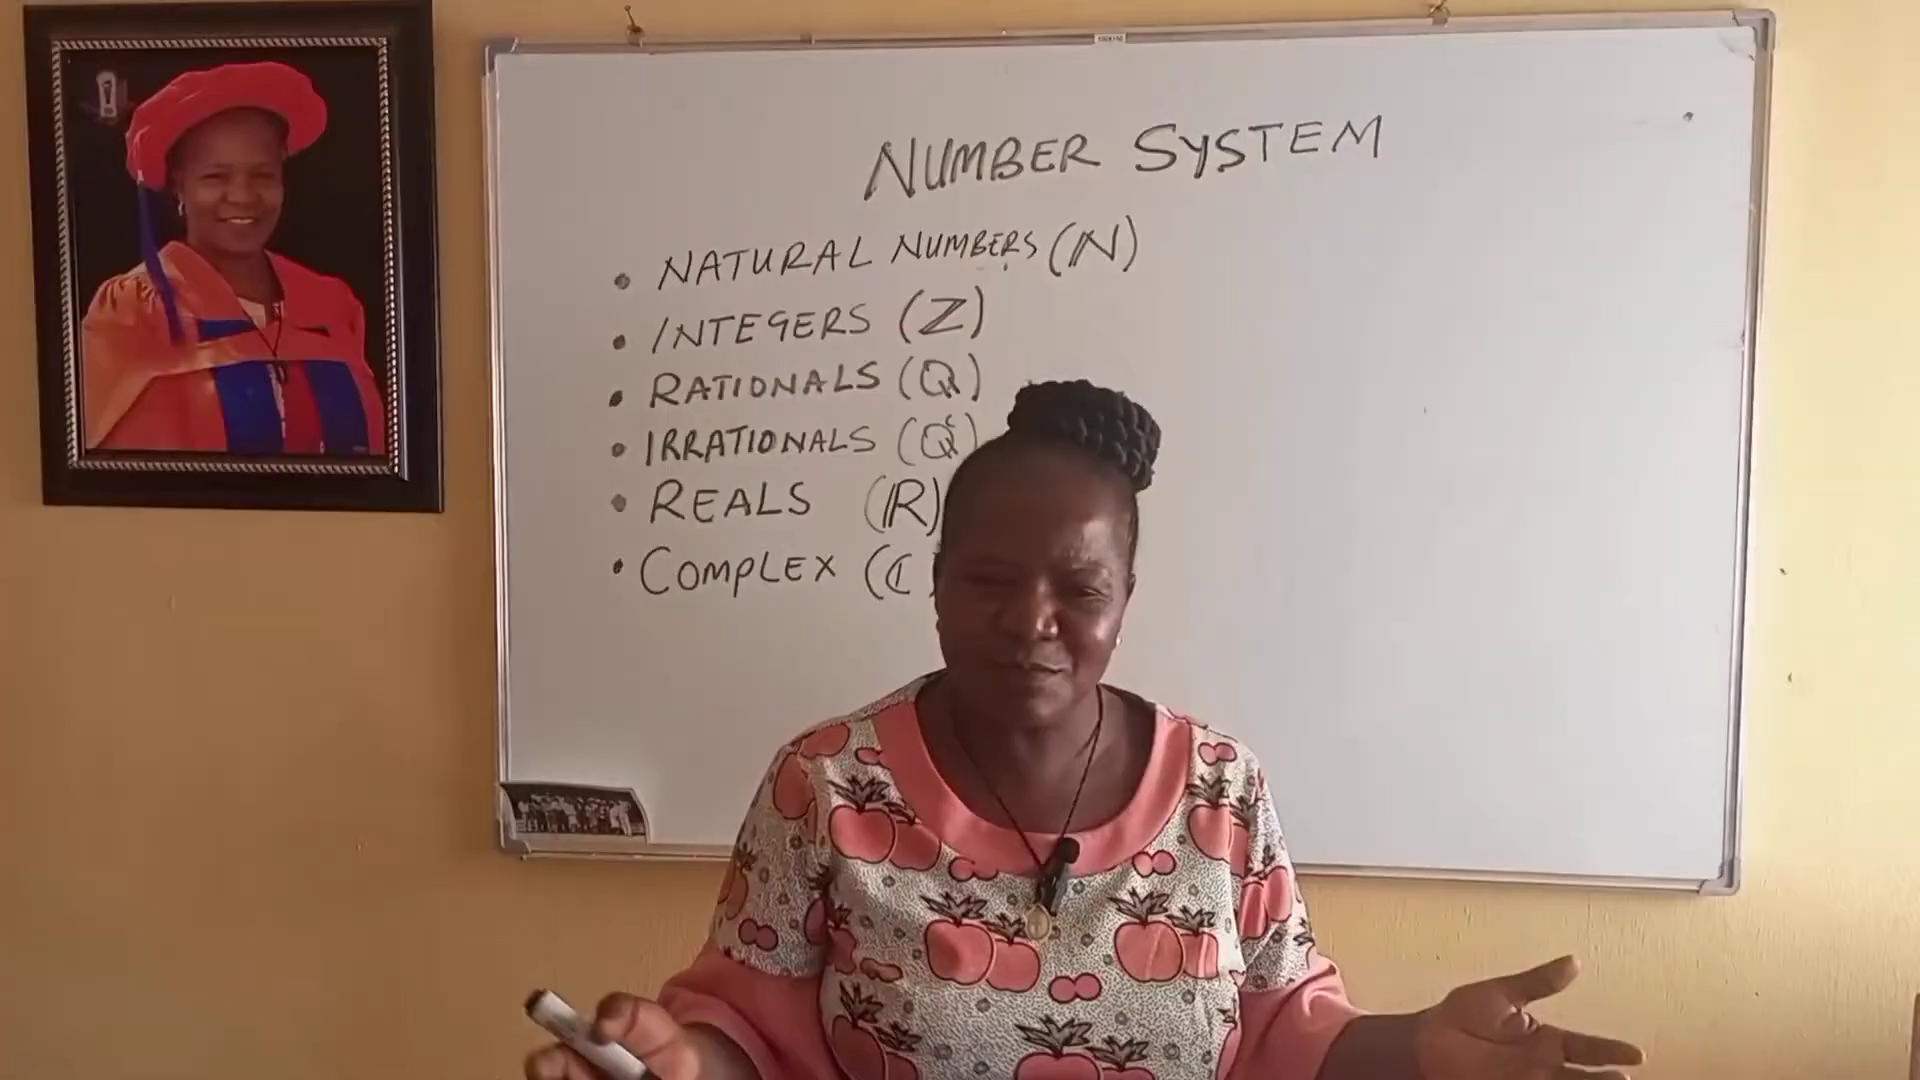 NUMBER SYSTEM
• NATURAL NUMBERS (ℕ)
• INTEGERS (ℤ)
• RATIONALS (ℚ)
• IRRATIONALS (ℚᶜ)
• REALS (ℝ)
• COMPLEX (ℂ